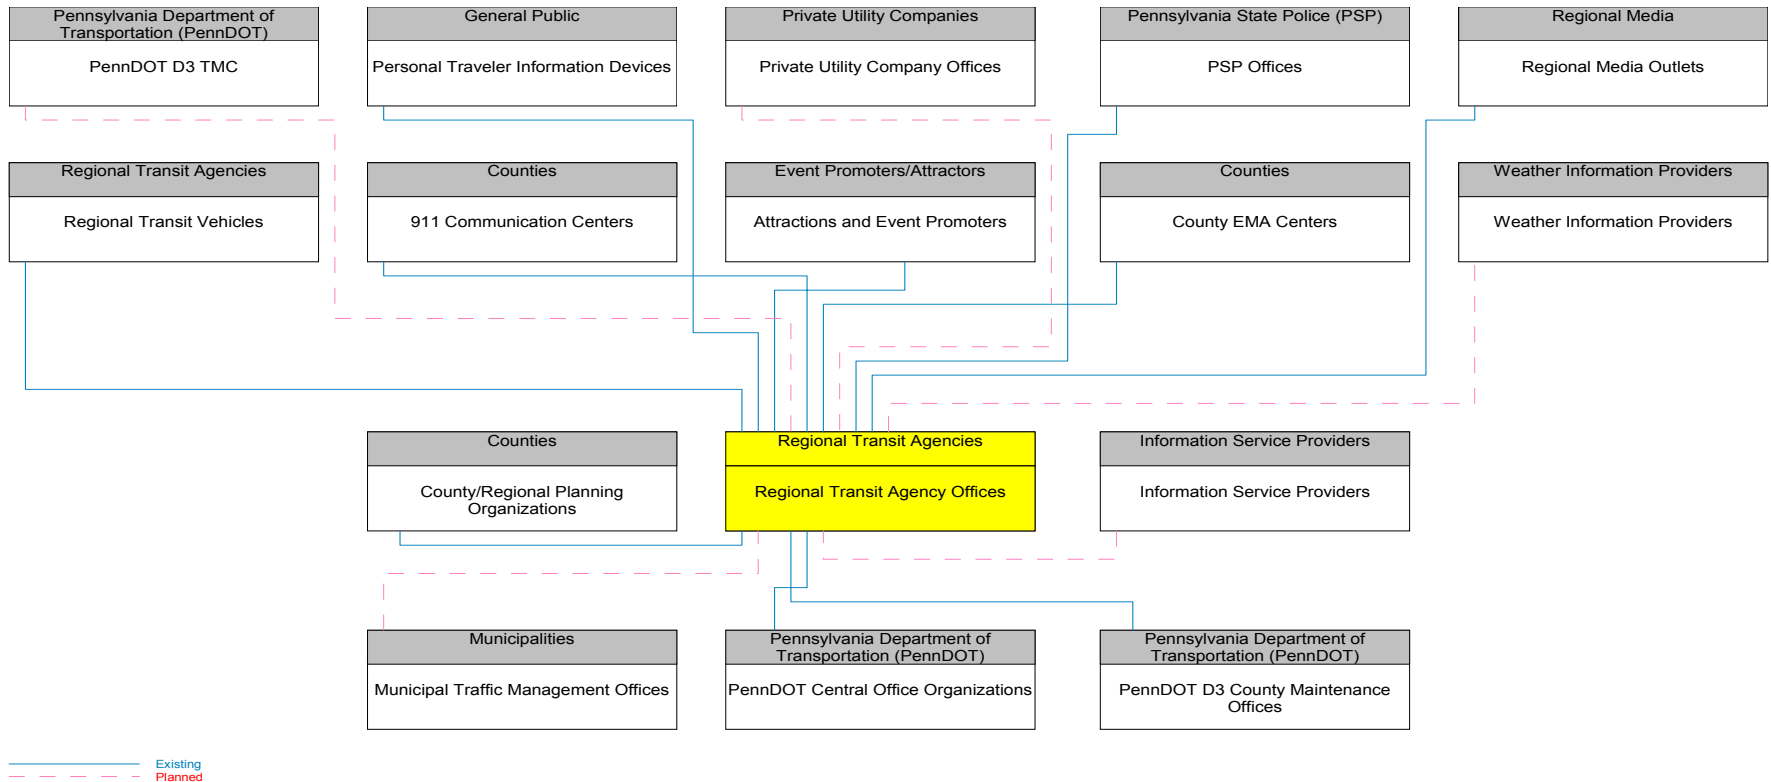 Pennsylvania Department of
Transportation (PennDOT)
PennDOT D3 TMC
General Public
Personal Traveler Information Devices
Private Utility Companies
Private Utility Company Offices
Pennsylvania State Police (PSP)
PSP Offices
Regional Media
Regional Media Outlets
Regional Transit Agencies
Regional Transit Vehicles
Counties
911 Communication Centers
Event Promoters/Attractors
Attractions and Event Promoters
Counties
County EMA Centers
Weather Information Providers
Weather Information Providers
Counties
County/Regional Planning
Organizations
Regional Transit Agencies
Regional Transit Agency Offices
Information Service Providers
Information Service Providers
Municipalities
Municipal Traffic Management Offices
Pennsylvania Department of
Transportation (PennDOT)
PennDOT Central Office Organizations
Pennsylvania Department of
Transportation (PennDOT)
PennDOT D3 County Maintenance
Offices
Existing
Planned